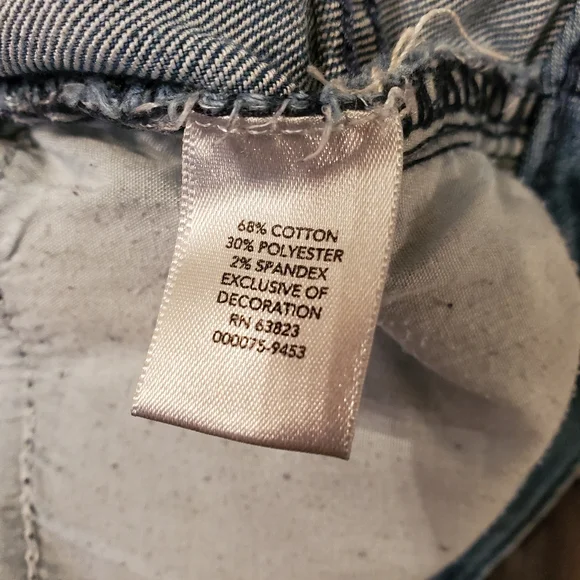 68% COTTON
30% POLYESTER
2% SPANDEX
EXCLUSIVE OF
DECORATION
RN 63823
000075-9453